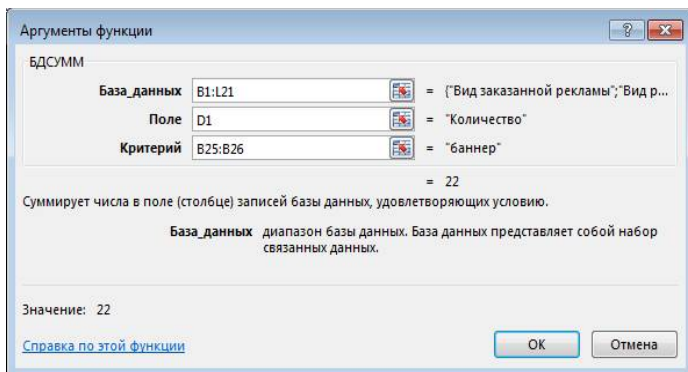 Аргументы функции
БДСУММ
База_данных B1:L21 = {"Вид заказанной рекламы";"Вид р...
Поле D1 = "Количество"
Критерий B25:B26 = "баннер"
= 22
Суммирует числа в поле (столбце) записей базы данных, удовлетворяющих условию.
База_данных диапазон базы данных. База данных представляет собой набор
связанных данных.
Значение: 22
Справка по этой функции ОК Отмена